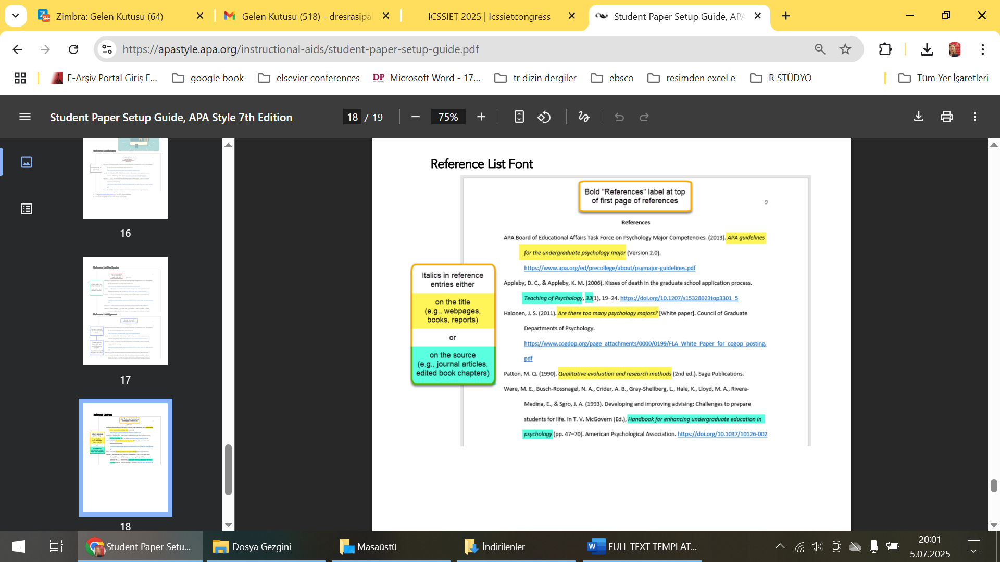 Zimbra: Gelen Kutusu (64)
Gelen Kutusu (518) - dresrasipa
ICSSIET 2025 | Icssietcongress
Student Paper Setup Guide, AP
https://apastyle.apa.org/instructional-aids/student-paper-setup-guide.pdf
E-Arşiv Portal Giriş E...
google book
elsevier conferences
DP
Microsoft Word - 17...
tr dizin dergiler
ebsco
resimden excel e
R STÜDYO
Tüm Yer İşaretleri
Student Paper Setup Guide, APA Style 7th Edition
18 / 19
75%
16
17
18
Reference List Font
Bold "References" label at top
of first page of references
9
References
APA Board of Educational Affairs Task Force on Psychology Major Competencies. (2013). APA guidelines
for the undergraduate psychology major (Version 2.0).
https://www.apa.org/ed/precollege/about/psymajor-guidelines.pdf
Appleby, D. C., & Appleby, K. M. (2006). Kisses of death in the graduate school application process.
Teaching of Psychology, 33(1), 19–24. https://doi.org/10.1207/s15328023top3301_5
Halonen, J. S. (2011). Are there too many psychology majors? [White paper]. Council of Graduate
Departments of Psychology.
https://www.cogdop.org/page_attachments/0000/0199/FLA_White_Paper_for_cogop_posting.
pdf
Patton, M. Q. (1990). Qualitative evaluation and research methods (2nd ed.). Sage Publications.
Ware, M. E., Busch-Rossnagel, N. A., Crider, A. B., Gray-Shellberg, L., Hale, K., Lloyd, M. A., Rivera-
Medina, E., & Sgro, J. A. (1993). Developing and improving advising: Challenges to prepare
students for life. In T. V. McGovern (Ed.), Handbook for enhancing undergraduate education in
psychology (pp. 47–70). American Psychological Association. https://doi.org/10.1037/10126-002
Italics in reference
entries either
on the title
(e.g., webpages,
books, reports)
or
on the source
(e.g., journal articles,
edited book chapters)
Student Paper Setu...
Dosya Gezgini
Masaüstü
İndirilenler
FULL TEXT TEMPLAT...
20:01
5.07.2025